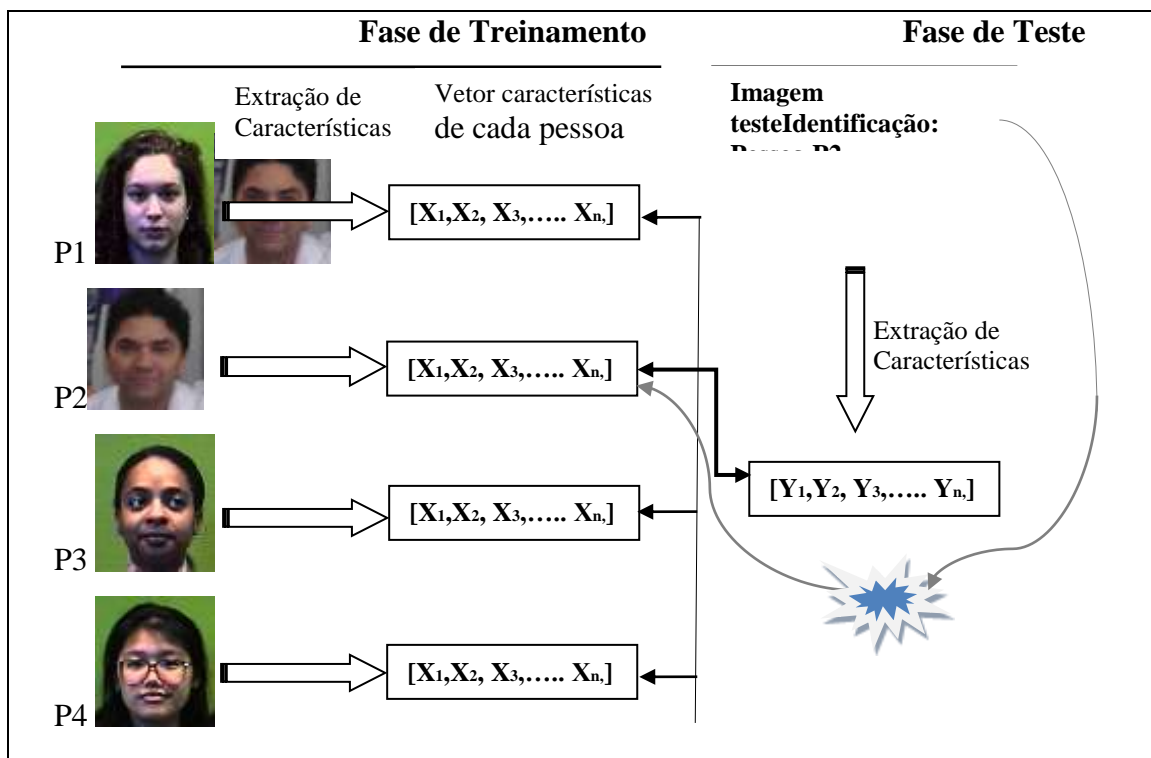 Fase de Treinamento
Fase de Teste
Extração de
Características
Vetor características
de cada pessoa
Imagem
testeIdentificação:
Pessoa P2
P1
[X1,X2, X3,….. Xn,]
P2
[X1,X2, X3,….. Xn,]
Extração de
Características
[Y1,Y2, Y3,….. Yn,]
P3
[X1,X2, X3,….. Xn,]
P4
[X1,X2, X3,….. Xn,]